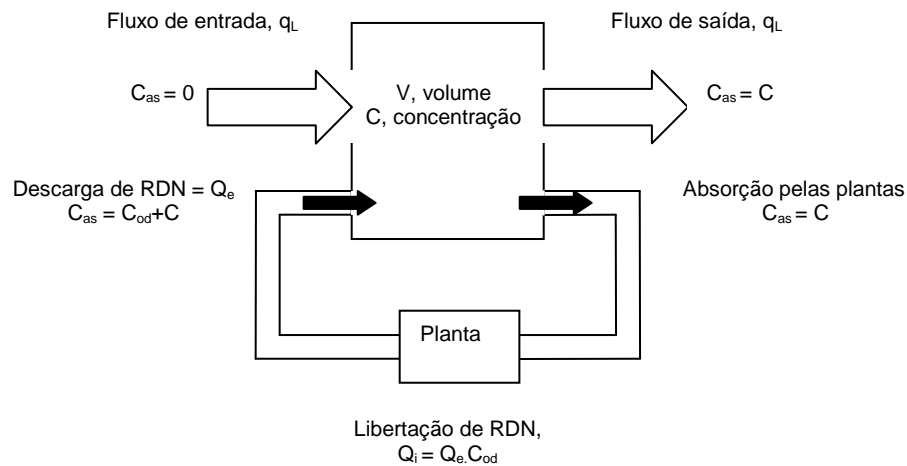 Fluxo de entrada, qL
Fluxo de saída, qL
Cas = 0
V, volume
C, concentração
Cas = C
Descarga de RDN = Qe
Cas = Cod+C
Absorção pelas plantas
Cas = C
Planta
Libertação de RDN,
Qi = Qe.Cod